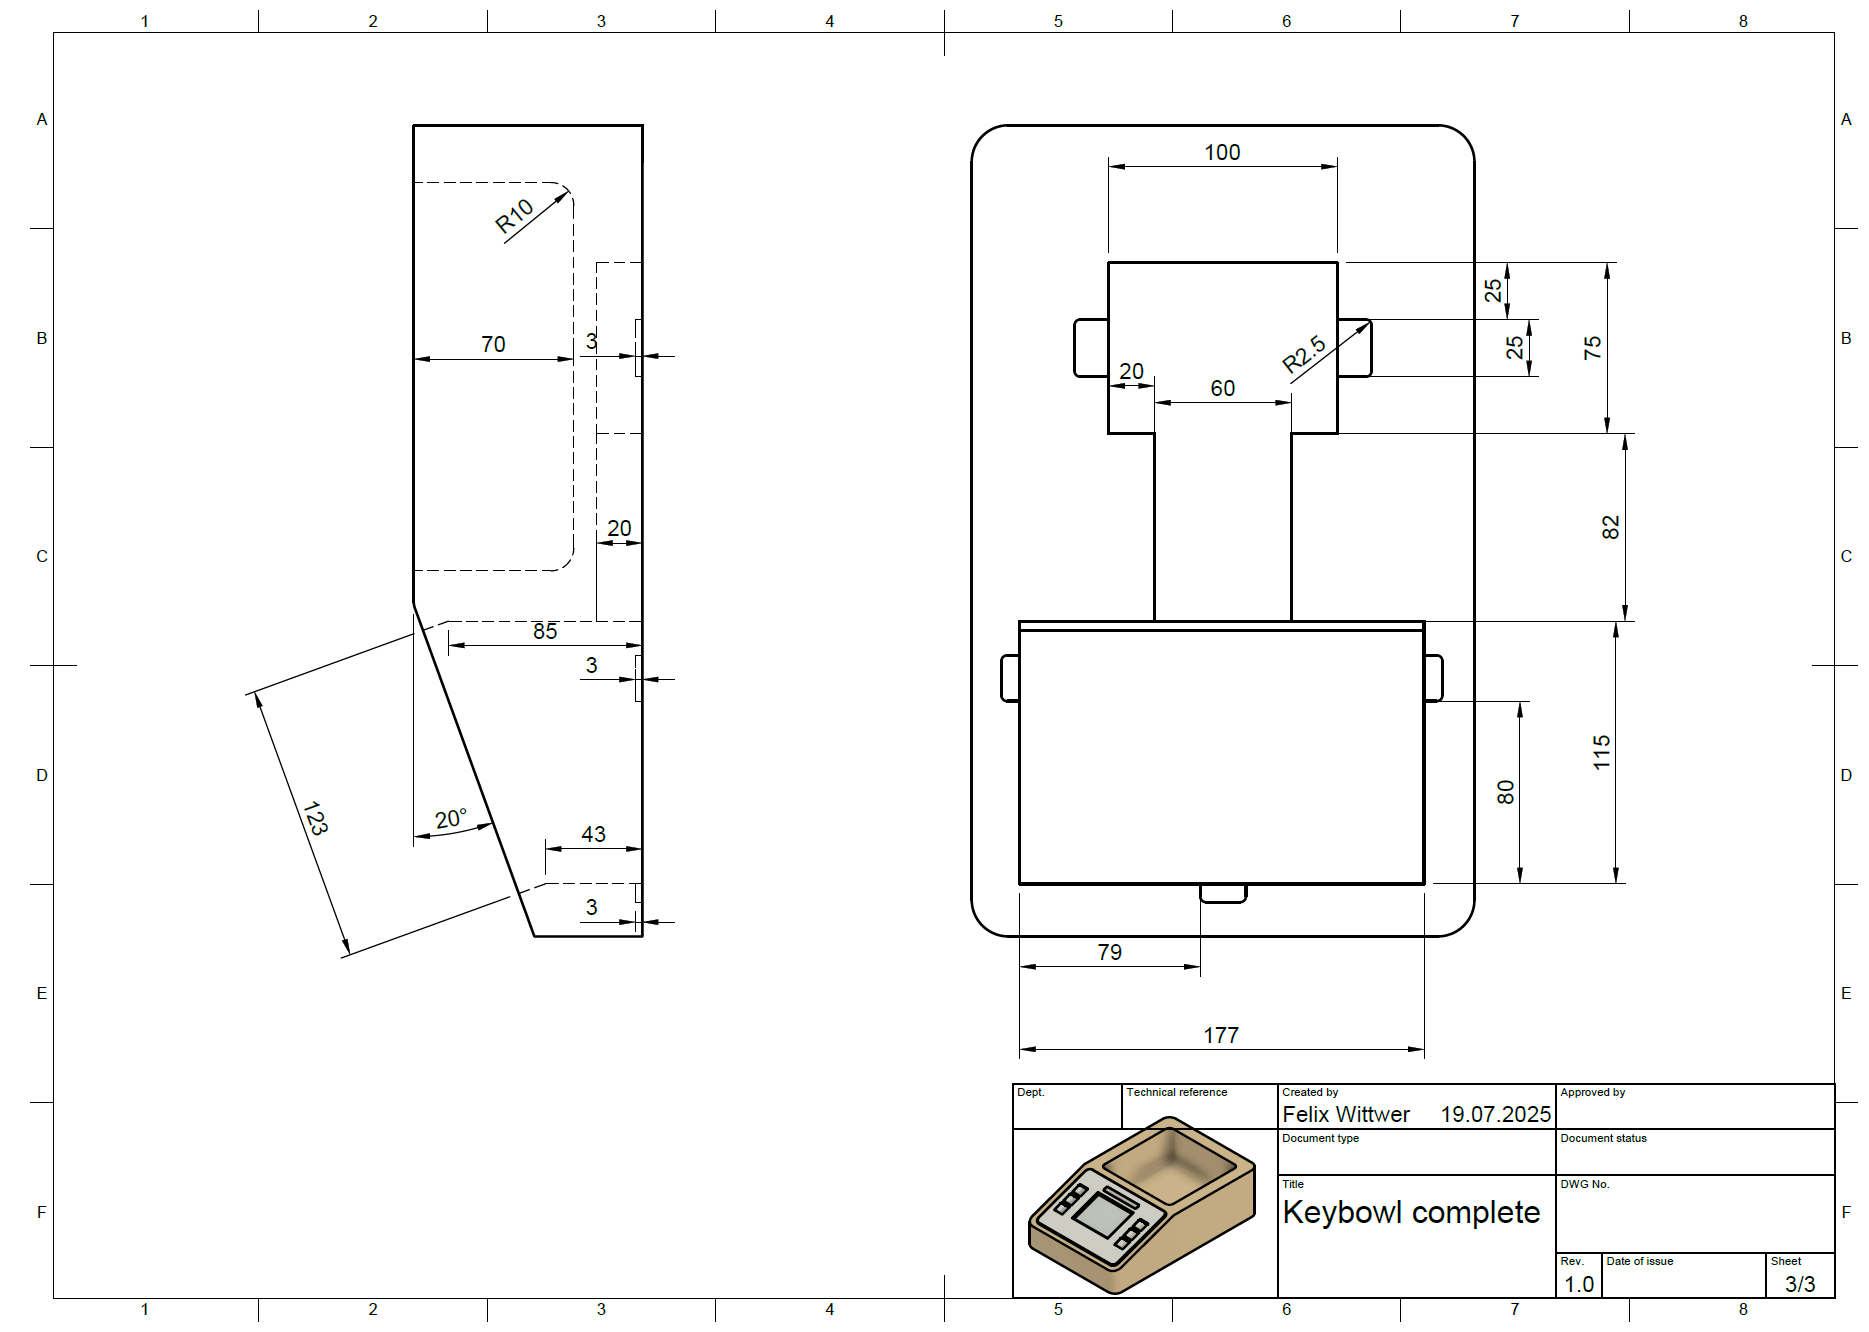 1 2 3 4 5 6 7 8
A A
100
R10
25
B 70 3 R2.5 25 75 B
20
60
20 82
C C
85
3
115
D 80 D
123
20°
43
3
79
E E
177
Dept. Technical reference Created by Approved by
Felix Wittwer 19.07.2025
Document type Document status
Title DWG No.
F Keybowl complete F
Rev. Date of issue Sheet
1.0 3/3
1 2 3 4 5 6 7 8